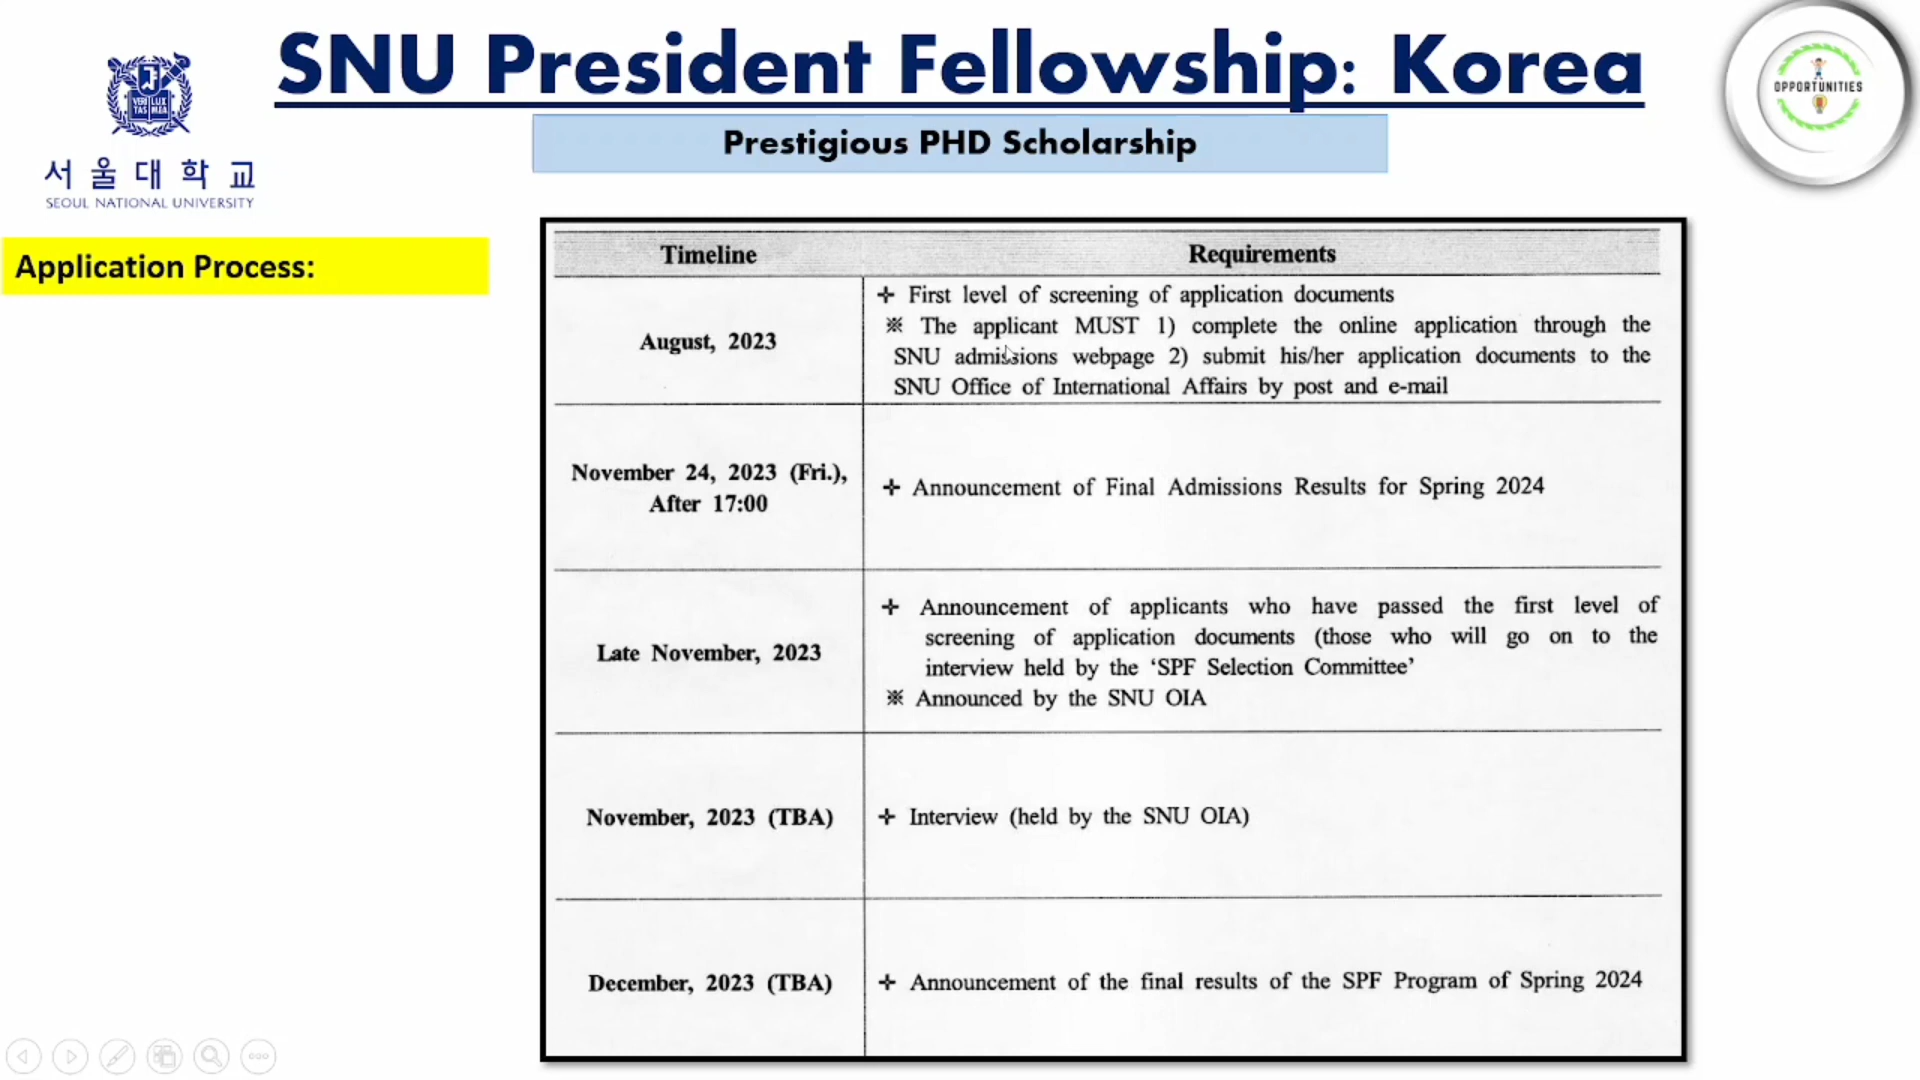 SNU President Fellowship: Korea
Prestigious PHD Scholarship
VERI LUX
TAS MEA
서울대학교
SEOUL NATIONAL UNIVERSITY
OPPORTUNITIES
Application Process:
Timeline
Requirements
August, 2023
✢ First level of screening of application documents
※ The applicant MUST 1) complete the online application through the
SNU admissions webpage 2) submit his/her application documents to the
SNU Office of International Affairs by post and e-mail
November 24, 2023 (Fri.),
After 17:00
✢ Announcement of Final Admissions Results for Spring 2024
Late November, 2023
✢ Announcement of applicants who have passed the first level of
screening of application documents (those who will go on to the
interview held by the ‘SPF Selection Committee’
※ Announced by the SNU OIA
November, 2023 (TBA)
✢ Interview (held by the SNU OIA)
December, 2023 (TBA)
✢ Announcement of the final results of the SPF Program of Spring 2024